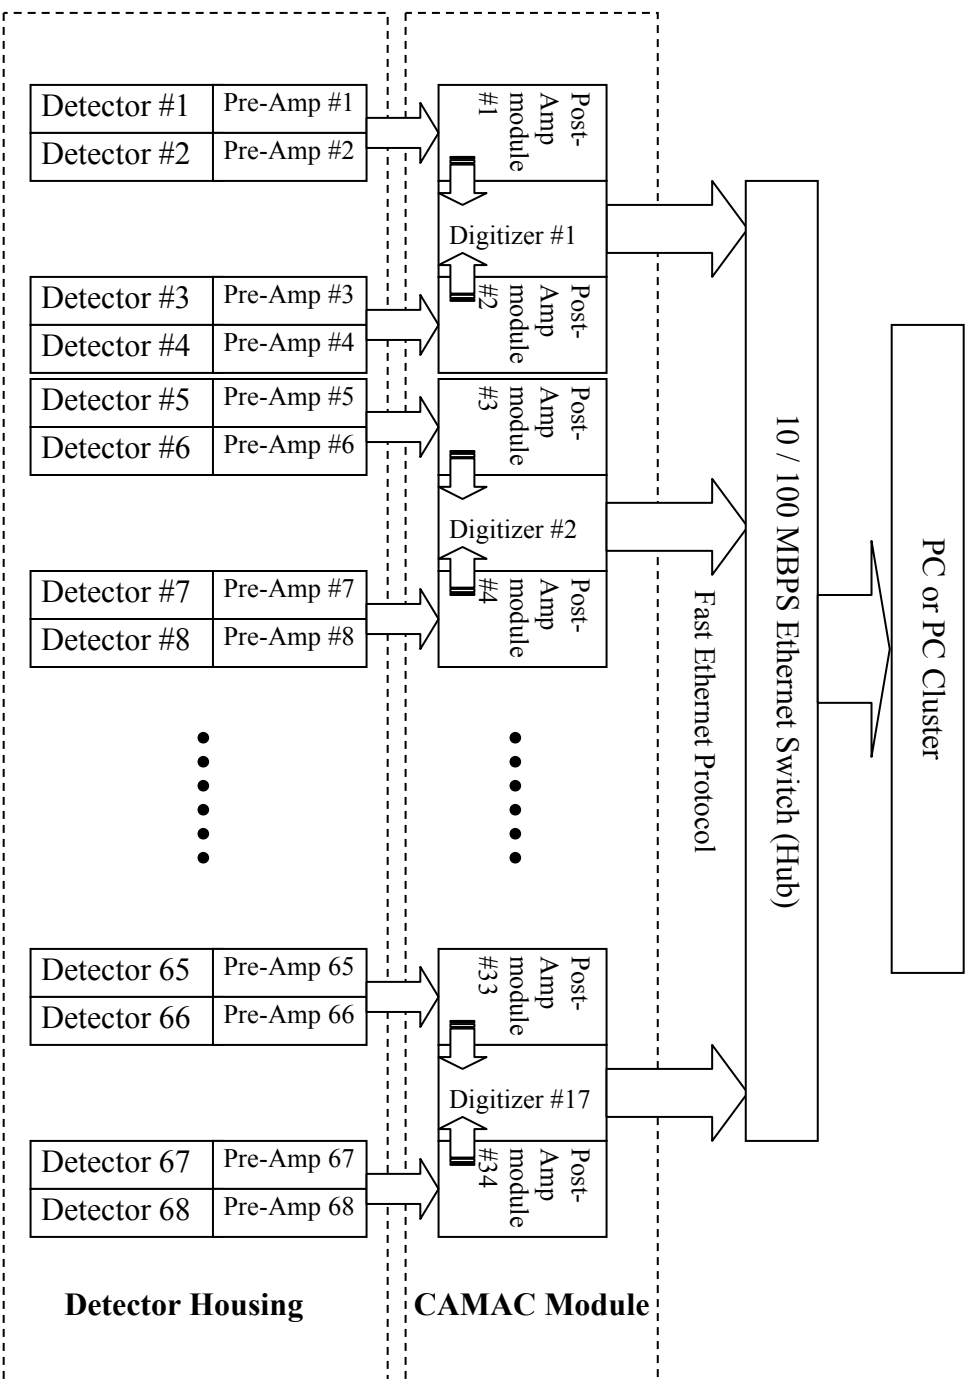 Detector #1
Pre-Amp #1
Detector #2
Pre-Amp #2
Post-
Amp
module
#1
Digitizer #1
Detector #3
Pre-Amp #3
Detector #4
Pre-Amp #4
Post-
Amp
module
#2
Detector #5
Pre-Amp #5
Detector #6
Pre-Amp #6
Post-
Amp
module
#3
Digitizer #2
Detector #7
Pre-Amp #7
Detector #8
Pre-Amp #8
Post-
Amp
module
#4
Detector 65
Pre-Amp 65
Detector 66
Pre-Amp 66
Post-
Amp
module
#33
Digitizer #17
Detector 67
Pre-Amp 67
Detector 68
Pre-Amp 68
Post-
Amp
module
#34
Fast Ethernet Protocol
10 / 100 MBPS Ethernet Switch (Hub)
PC or PC Cluster
Detector Housing
CAMAC Module